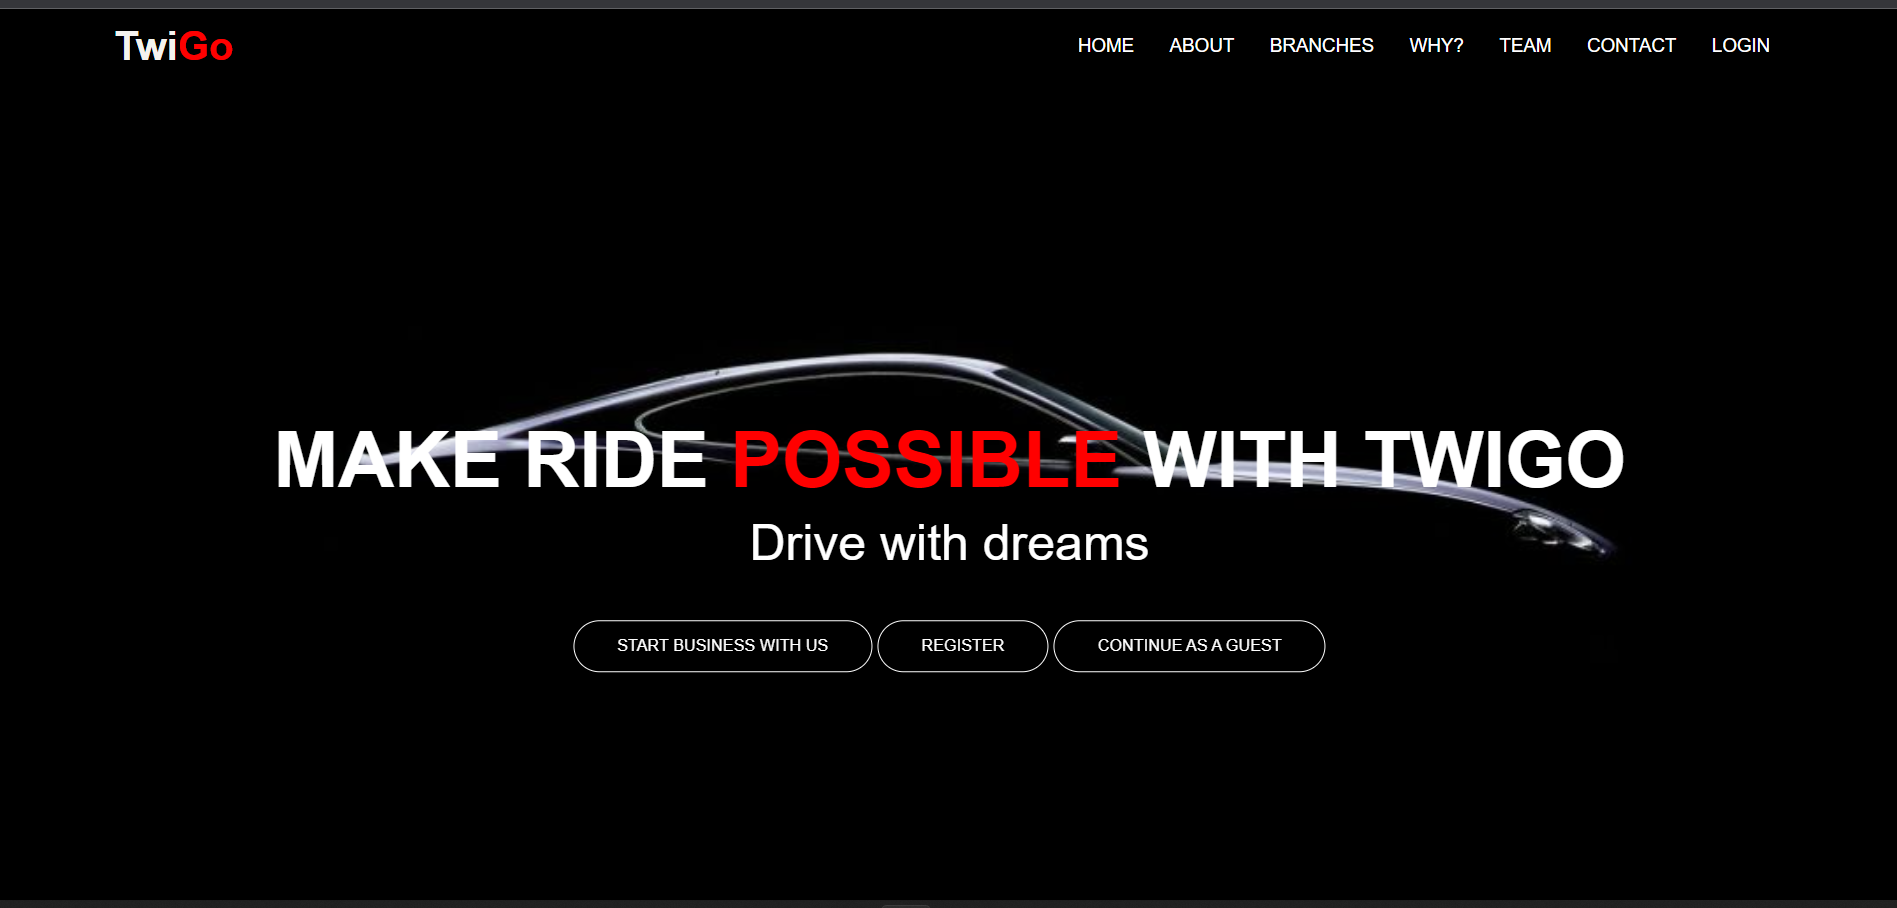 TwiGo
HOME ABOUT BRANCHES WHY? TEAM CONTACT LOGIN
MAKE RIDE POSSIBLE WITH TWIGO
Drive with dreams
START BUSINESS WITH US REGISTER CONTINUE AS A GUEST